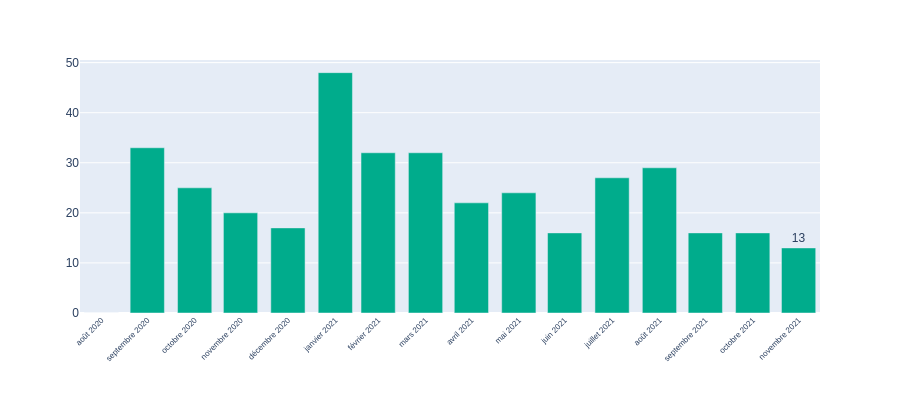 50
40
30
20
10
0
13
août 2020
septembre 2020
octobre 2020
novembre 2020
décembre 2020
janvier 2021
février 2021
mars 2021
avril 2021
mai 2021
juin 2021
juillet 2021
août 2021
septembre 2021
octobre 2021
novembre 2021